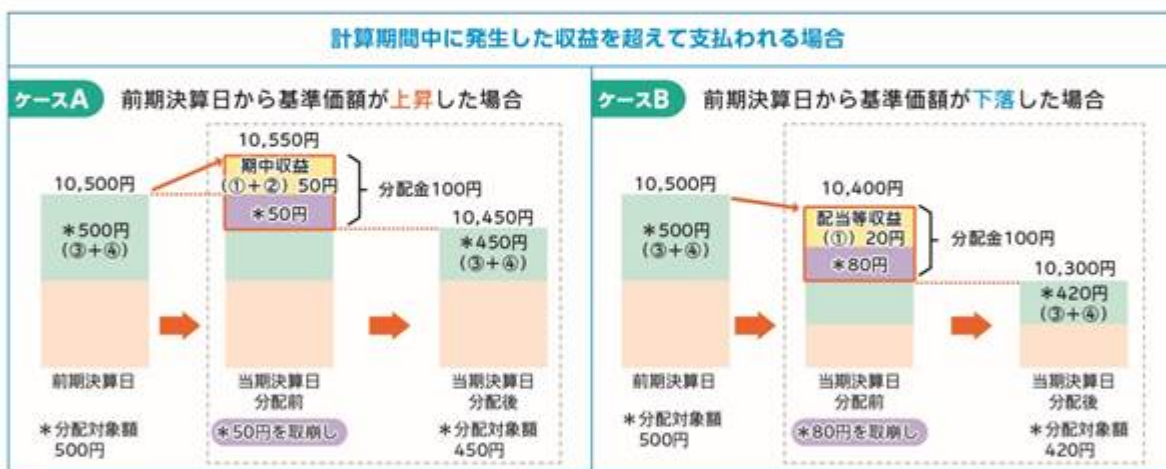 計算期間中に発生した収益を超えて支払われる場合
ケースA 前期決算日から基準価額が上昇した場合
10,550円
期中収益
(①+②) 50円
*50円
分配金100円
10,500円
*500円
(③+④)
10,450円
*450円
(③+④)
前期決算日
当期決算日
分配前
当期決算日
分配後
*分配対象額
500円
*50円を取崩し
*分配対象額
450円
ケースB 前期決算日から基準価額が下落した場合
10,500円
*500円
(③+④)
10,400円
配当等収益
(①) 20円
*80円
分配金100円
10,300円
*420円
(③+④)
前期決算日
当期決算日
分配前
当期決算日
分配後
*分配対象額
500円
*80円を取崩し
*分配対象額
420円